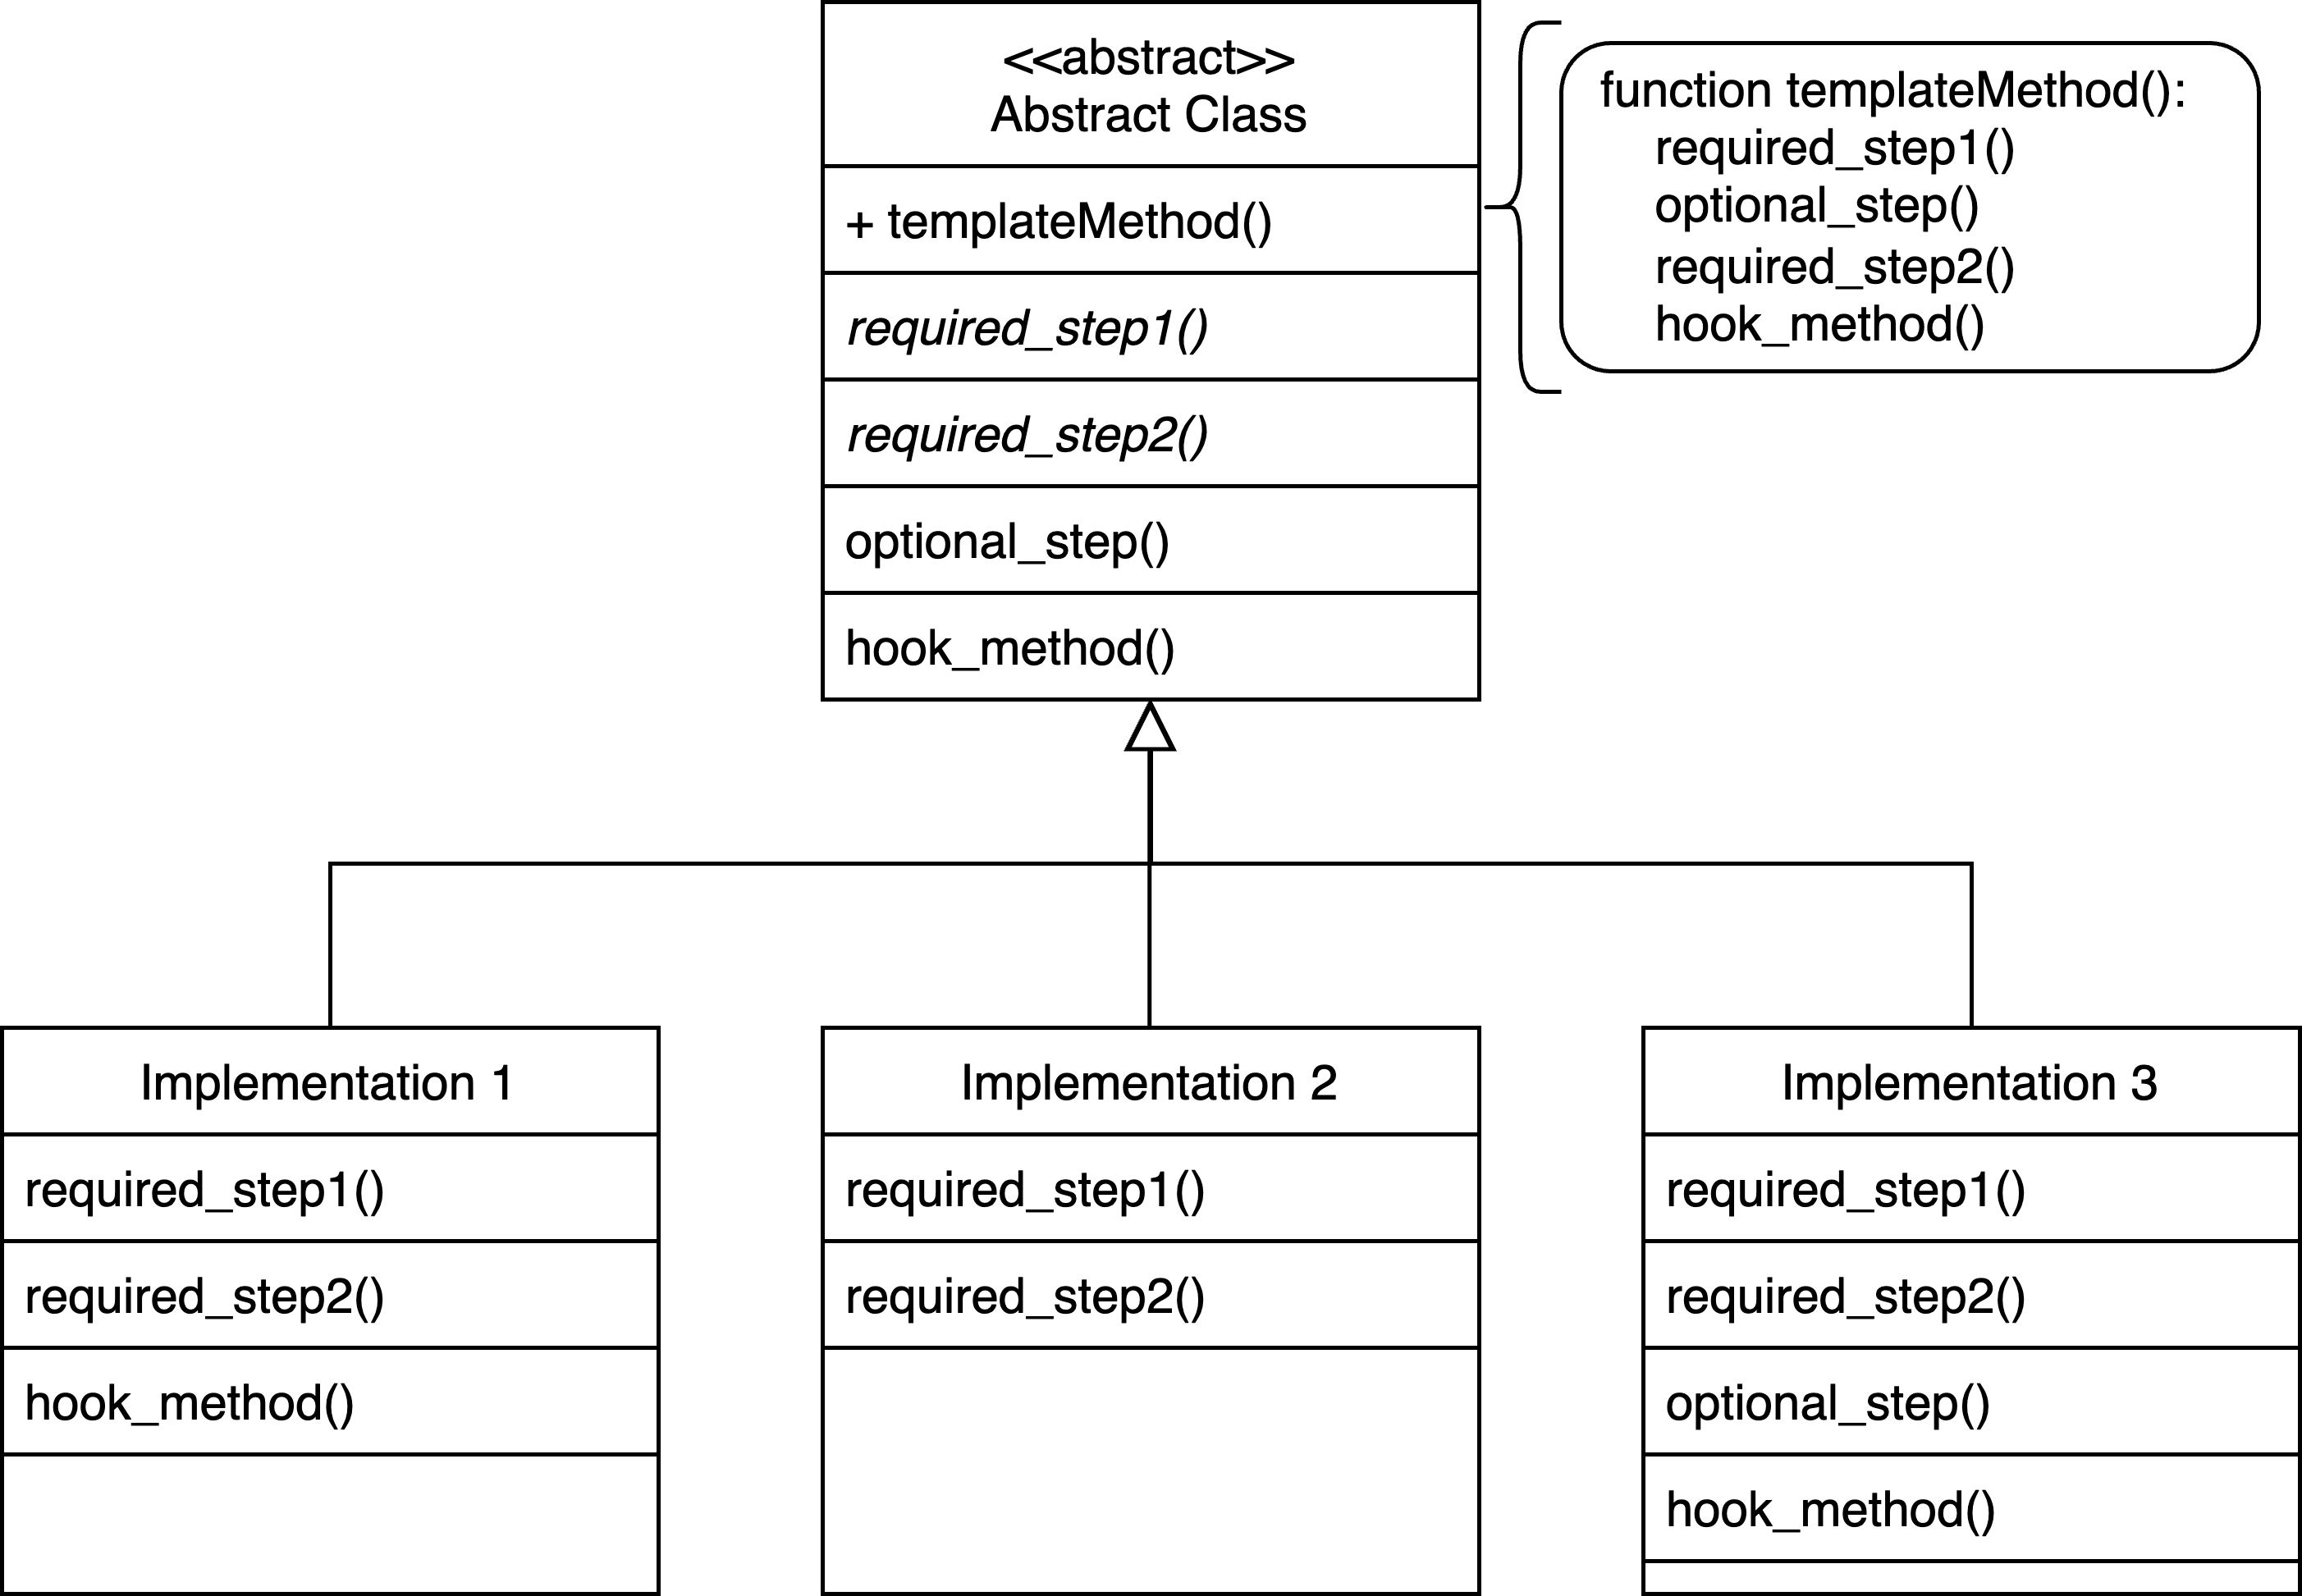 <<abstract>>
Abstract Class
+ templateMethod()
required_step1()
required_step2()
optional_step()
hook_method()
function templateMethod():
required_step1()
optional_step()
required_step2()
hook_method()
Implementation 1
required_step1()
required_step2()
hook_method()
Implementation 2
required_step1()
required_step2()
Implementation 3
required_step1()
required_step2()
optional_step()
hook_method()